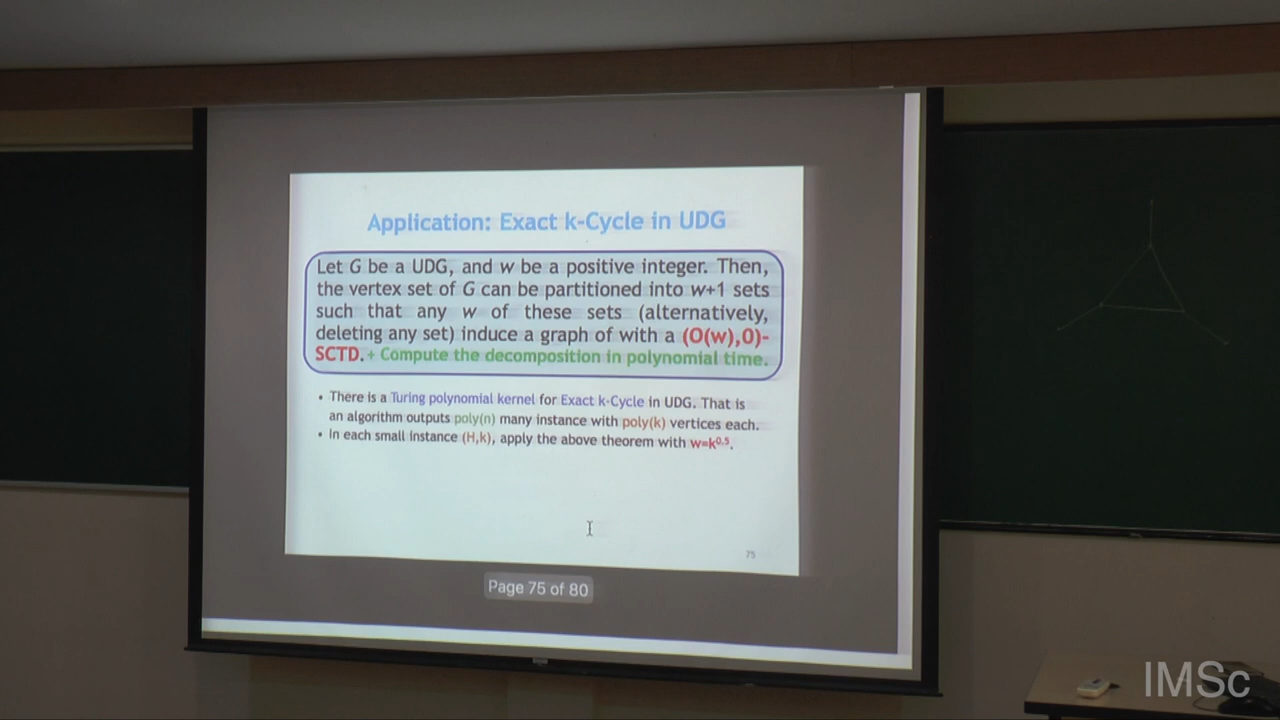 Application: Exact k-Cycle in UDG
Let G be a UDG, and w be a positive integer. Then,
the vertex set of G can be partitioned into w+1 sets
such that any w of these sets (alternatively,
deleting any set) induce a graph of with a (O(w),0)-
SCTD. + Compute the decomposition in polynomial time.
• There is a Turing polynomial kernel for Exact k-Cycle in UDG. That is
an algorithm outputs poly(n) many instance with poly(k) vertices each.
• In each small instance (H,k), apply the above theorem with w=k^0.5.
75
Page 75 of 80
IMSc